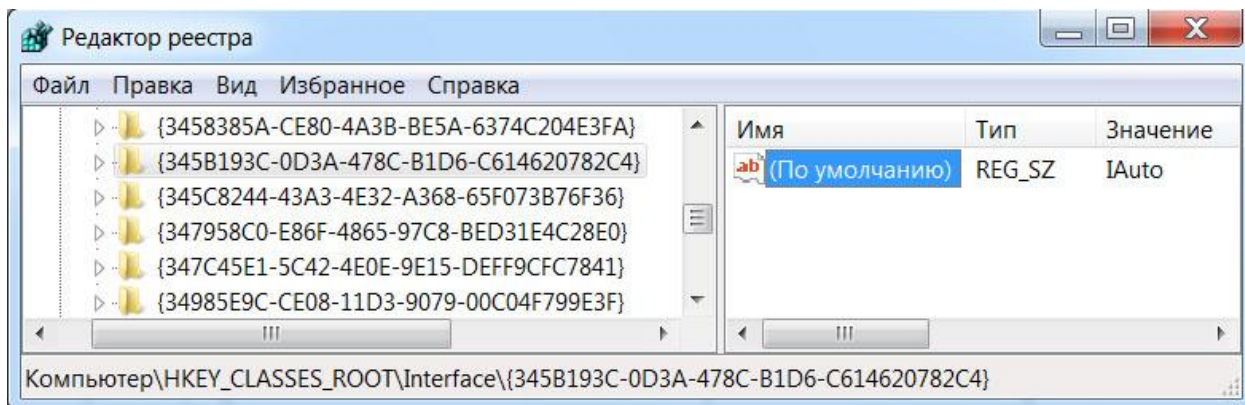 Редактор реестра
Файл Правка Вид Избранное Справка
{3458385A-CE80-4A3B-BE5A-6374C204E3FA}
{345B193C-0D3A-478C-B1D6-C614620782C4}
{345C8244-43A3-4E32-A368-65F073B76F36}
{347958C0-E86F-4865-97C8-BED31E4C28E0}
{347C45E1-5C42-4E0E-9E15-DEFF9CFC7841}
{34985E9C-CE08-11D3-9079-00C04F799E3F}
Имя Тип Значение
ab (По умолчанию) REG_SZ IAuto
Компьютер\HKEY_CLASSES_ROOT\Interface\{345B193C-0D3A-478C-B1D6-C614620782C4}